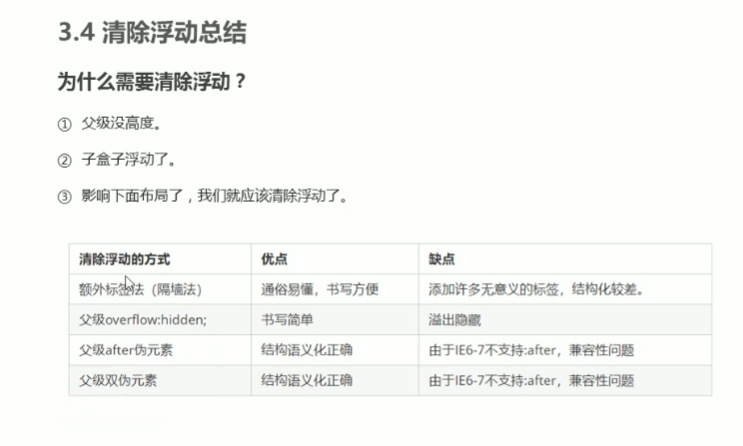 3.4 清除浮动总结
为什么需要清除浮动？
① 父级没高度。
② 子盒子浮动了。
③ 影响下面布局了，我们就应该清除浮动了。
清除浮动的方式 优点 缺点
额外标签法（隔墙法） 通俗易懂，书写方便 添加许多无意义的标签，结构化较差。
父级overflow:hidden; 书写简单 溢出隐藏
父级after伪元素 结构语义化正确 由于IE6-7不支持:after，兼容性问题
父级双伪元素 结构语义化正确 由于IE6-7不支持:after，兼容性问题